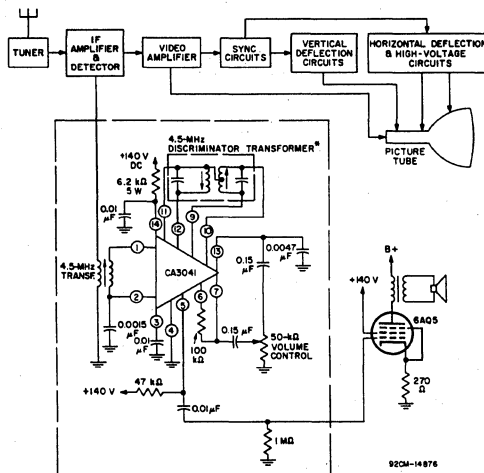 TUNER
IF
AMPLIFIER
&
DETECTOR
VIDEO
AMPLIFIER
SYNC
CIRCUITS
VERTICAL
DEFLECTION
CIRCUITS
HORIZONTAL DEFLECTION
& HIGH-VOLTAGE
CIRCUITS
PICTURE
TUBE
4.5-MHz
DISCRIMINATOR TRANSFORMER*
+140 V
DC
6.2 kΩ
5 W
0.01
μF
11
12
9
10
14
13
4.5-MHz
TRANSF.
1
2
CA3041
3
4
5
6
7
0.0015
μF
0.01
μF
100
kΩ
0.15
μF
0.0047
μF
0.15 μF
50-kΩ
VOLUME
CONTROL
+140 V
47 kΩ
0.01 μF
1 MΩ
+140 V
B+
6AQ5
270
Ω
92CM-14876